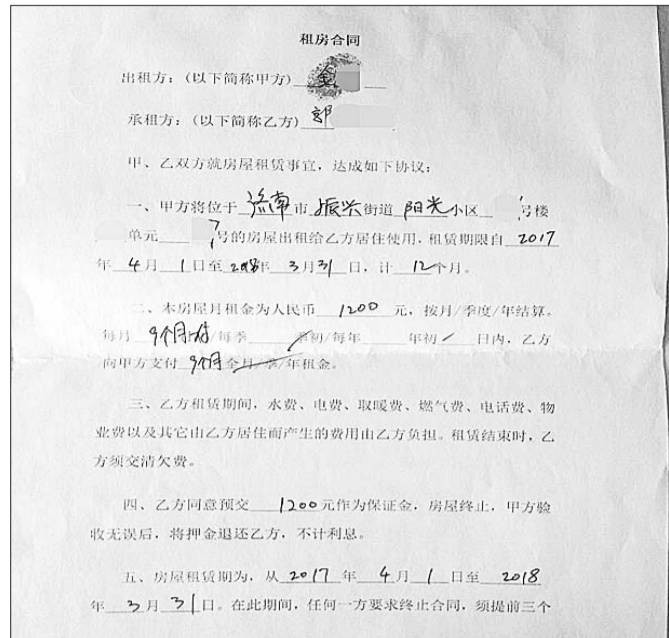 租房合同
出租方：（以下简称甲方）金
承租方：（以下简称乙方）郭
甲、乙双方就房屋租赁事宜，达成如下协议：
一、甲方将位于 济南 市 振兴 街道 阳光 小区 号楼
单元 号的房屋出租给乙方居住使用，租赁期限自 2017
年 4 月 1 日至 2018 年 3 月 31 日，计 12 个月。
二、本房屋月租金为人民币 1200 元，按月/季度/年结算。
每月 9个月付/每季 季初/每年 年初 日内，乙方
向甲方支付 9个月全月/季/年租金。
三、乙方租赁期间，水费、电费、取暖费、燃气费、电话费、物
业费以及其它由乙方居住而产生的费用由乙方负担。租赁结束时，乙
方须交清欠费。
四、乙方同意预交 1200 元作为保证金，房屋终止，甲方验
收无误后，将押金退还乙方，不计利息。
五、房屋租赁期为，从 2017 年 4 月 1 日至 2018
年 3 月 31 日。在此期间，任何一方要求终止合同，须提前三个